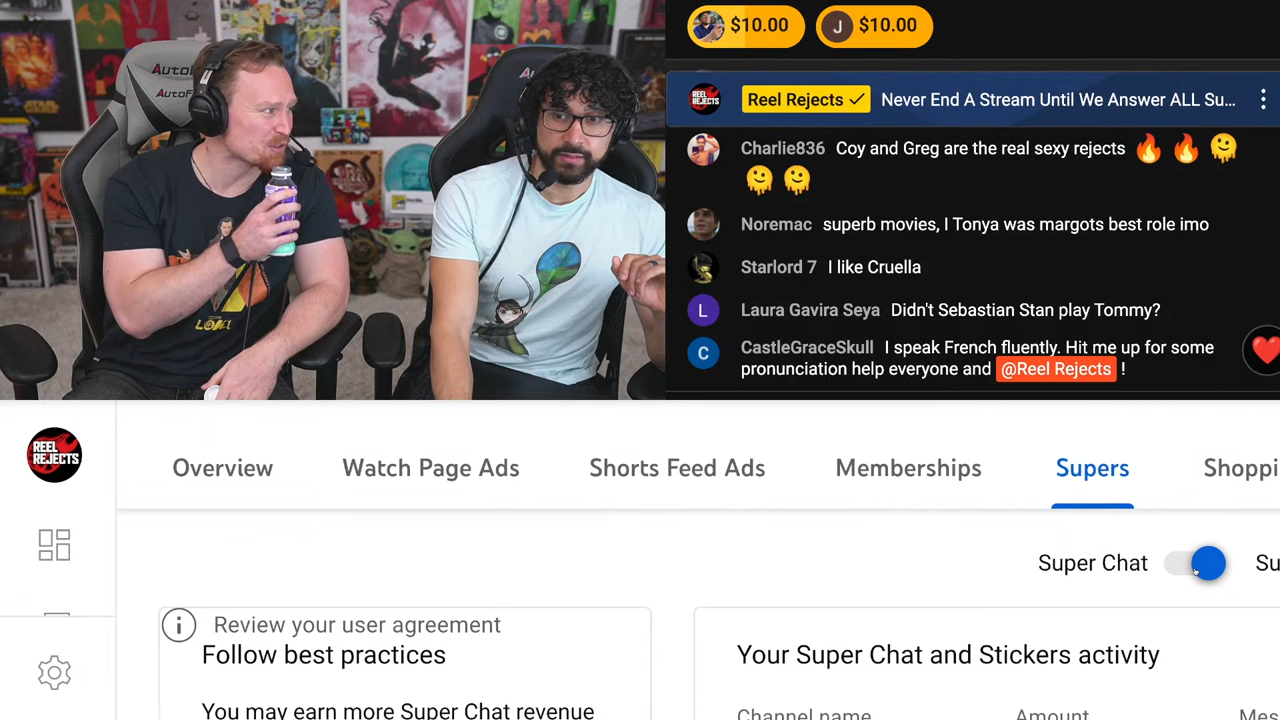 $10.00
J $10.00
REEL REJECTS
Reel Rejects Never End A Stream Until We Answer ALL Su...
Charlie836 Coy and Greg are the real sexy rejects
Noremac superb movies, I Tonya was margots best role imo
Starlord 7 I like Cruella
L Laura Gavira Seya Didn't Sebastian Stan play Tommy?
C CastleGraceSkull I speak French fluently. Hit me up for some
pronunciation help everyone and @Reel Rejects !
REEL
REJECTS
Overview Watch Page Ads Shorts Feed Ads Memberships Supers Shoppi
Super Chat Su
Review your user agreement
Follow best practices
You may earn more Super Chat revenue
Your Super Chat and Stickers activity
Channel name Amount Mes